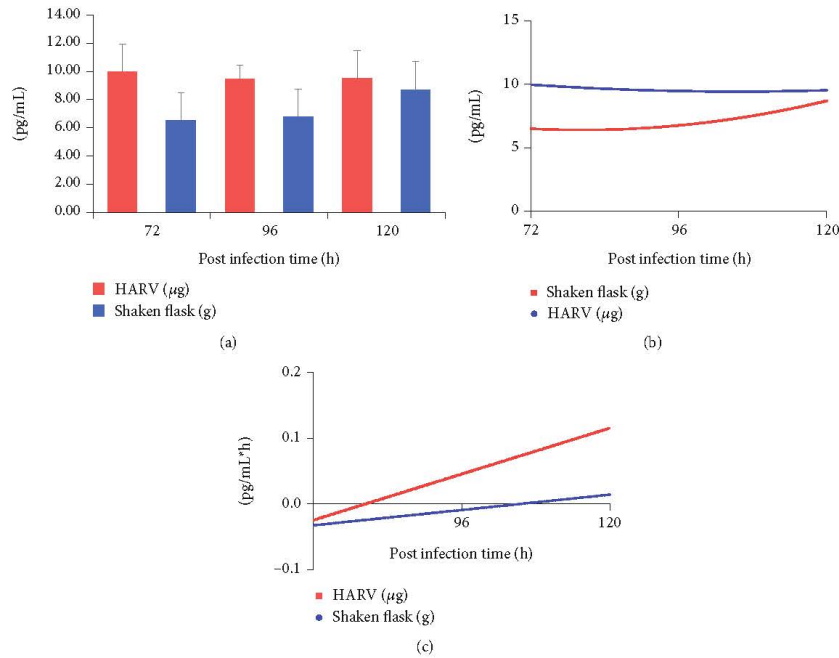 14.00
12.00
10.00
8.00
6.00
4.00
2.00
0.00
(pg/mL)
72
96
120
Post infection time (h)
HARV (μg)
Shaken flask (g)
(a)
15
10
5
0
(pg/mL)
72
96
120
Post infection time (h)
Shaken flask (g)
HARV (μg)
(b)
0.2
0.1
0.0
−0.1
(pg/mL*h)
96
120
Post infection time (h)
HARV (μg)
Shaken flask (g)
(c)